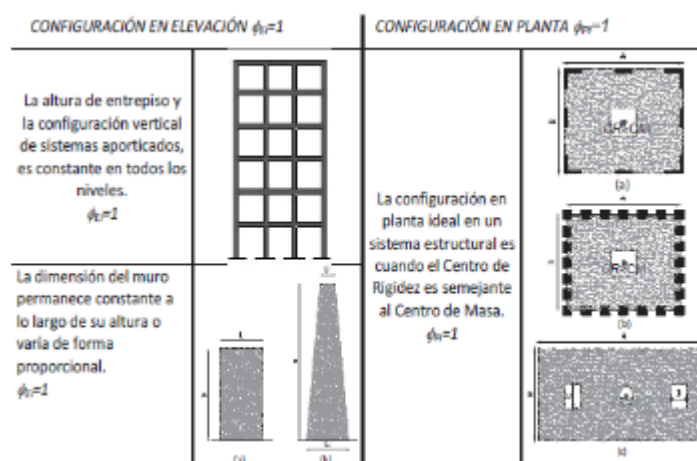 CONFIGURACIÓN EN ELEVACIÓN ϕEi=1
CONFIGURACIÓN EN PLANTA ϕPi=1
La altura de entrepiso y
la configuración vertical
de sistemas aporticados,
es constante en todos los
niveles.
ϕEi=1
La dimensión del muro
permanece constante a
lo largo de su altura o
varía de forma
proporcional.
ϕEi=1
(a)
(b)
La configuración en
planta ideal en un
sistema estructural es
cuando el Centro de
Rigidez es semejante
al Centro de Masa.
ϕPi=1
A
B
(a)
(b)
(c)